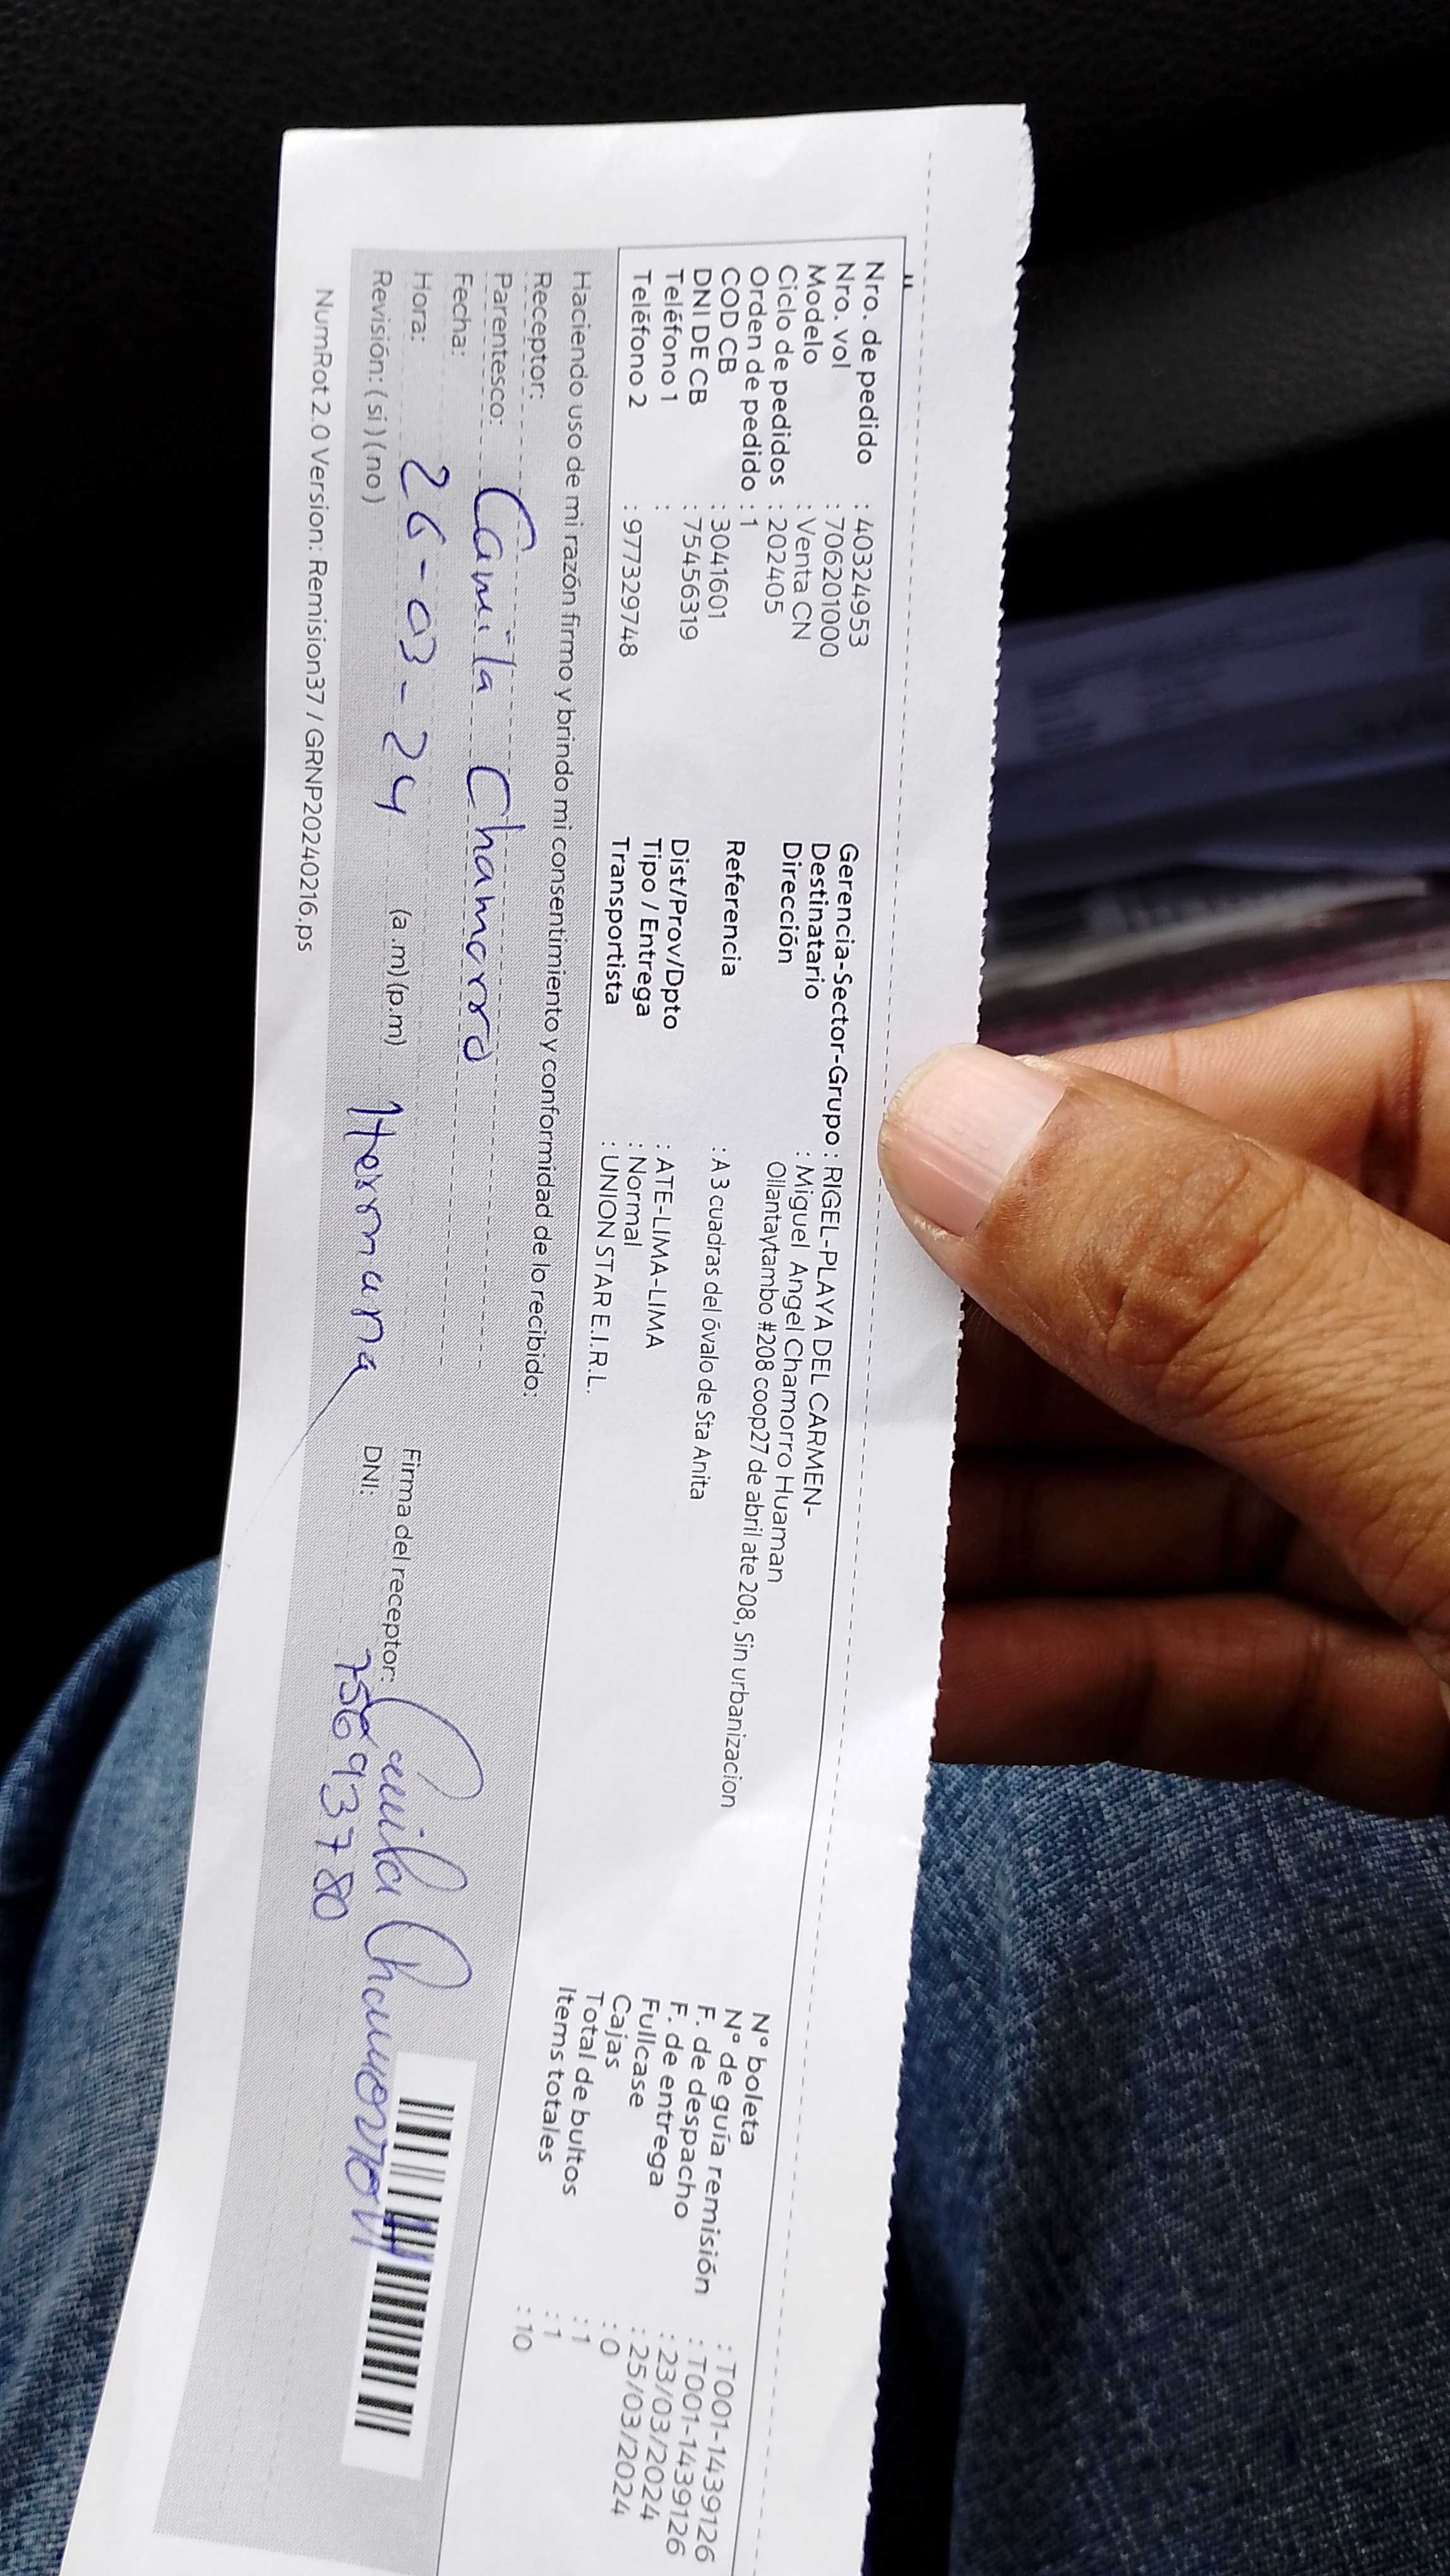 Nro. de pedido : 40324953
Nro. vol : 706201000
Modelo : Venta CN
Ciclo de pedidos : 202405
Orden de pedido : 1
COD CB : 3041601
DNI DE CB : 75456319
Teléfono 1 :
Teléfono 2 : 977329748
Gerencia-Sector-Grupo : RIGEL-PLAYA DEL CARMEN-
Destinatario : Miguel Angel Chamorro Huaman
Dirección Ollantaytambo #208 coop27 de abril ate 208, Sin urbanizacion
Referencia : A 3 cuadras del óvalo de Sta Anita
Dist/Prov/Dpto : ATE-LIMA-LIMA
Tipo / Entrega : Normal
Transportista : UNION STAR E.I.R.L.
N° boleta : T001-1439126
N° de guía remisión : T001-1439126
F. de despacho : 23/03/2024
F. de entrega : 25/03/2024
Fullcase : 0
Cajas : 1
Total de bultos : 1
Items totales : 10
Haciendo uso de mi razón firmo y brindo mi consentimiento y conformidad de lo recibido:
Receptor:
Parentesco: Camila Chamorro
Fecha:
Hora: 26-03-24 (a.m)(p.m) Hermana
Revisión: (si) (no)
Firma del receptor: Camila Chamorro
DNI: 75693780
NumRot 2.0 Version: Remision37 / GRNP20240216.ps